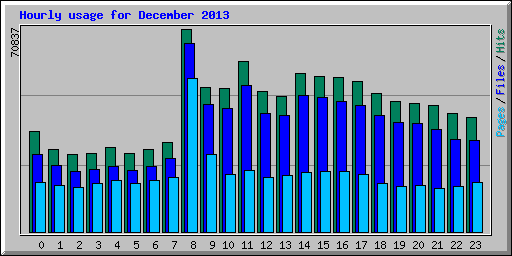 Hourly usage for December 2013
70837
Pages/Files/Hits
0 1 2 3 4 5 6 7 8 9 10 11 12 13 14 15 16 17 18 19 20 21 22 23